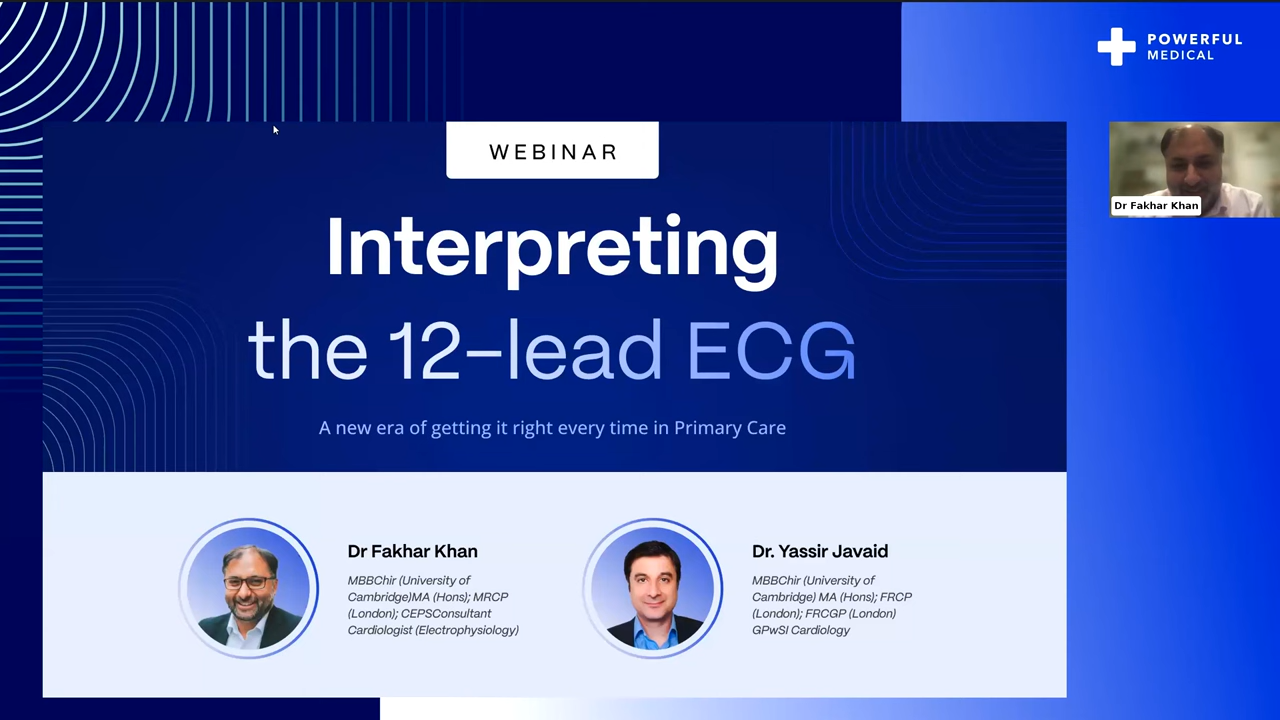 POWERFUL
MEDICAL
WEBINAR
Interpreting
the 12-lead ECG
A new era of getting it right every time in Primary Care
Dr Fakhar Khan
Dr Fakhar Khan
MBBChir (University of
Cambridge)MA (Hons); MRCP
(London); CEPSConsultant
Cardiologist (Electrophysiology)
Dr. Yassir Javaid
MBBChir (University of
Cambridge) MA (Hons); FRCP
(London); FRCGP (London)
GPwSI Cardiology